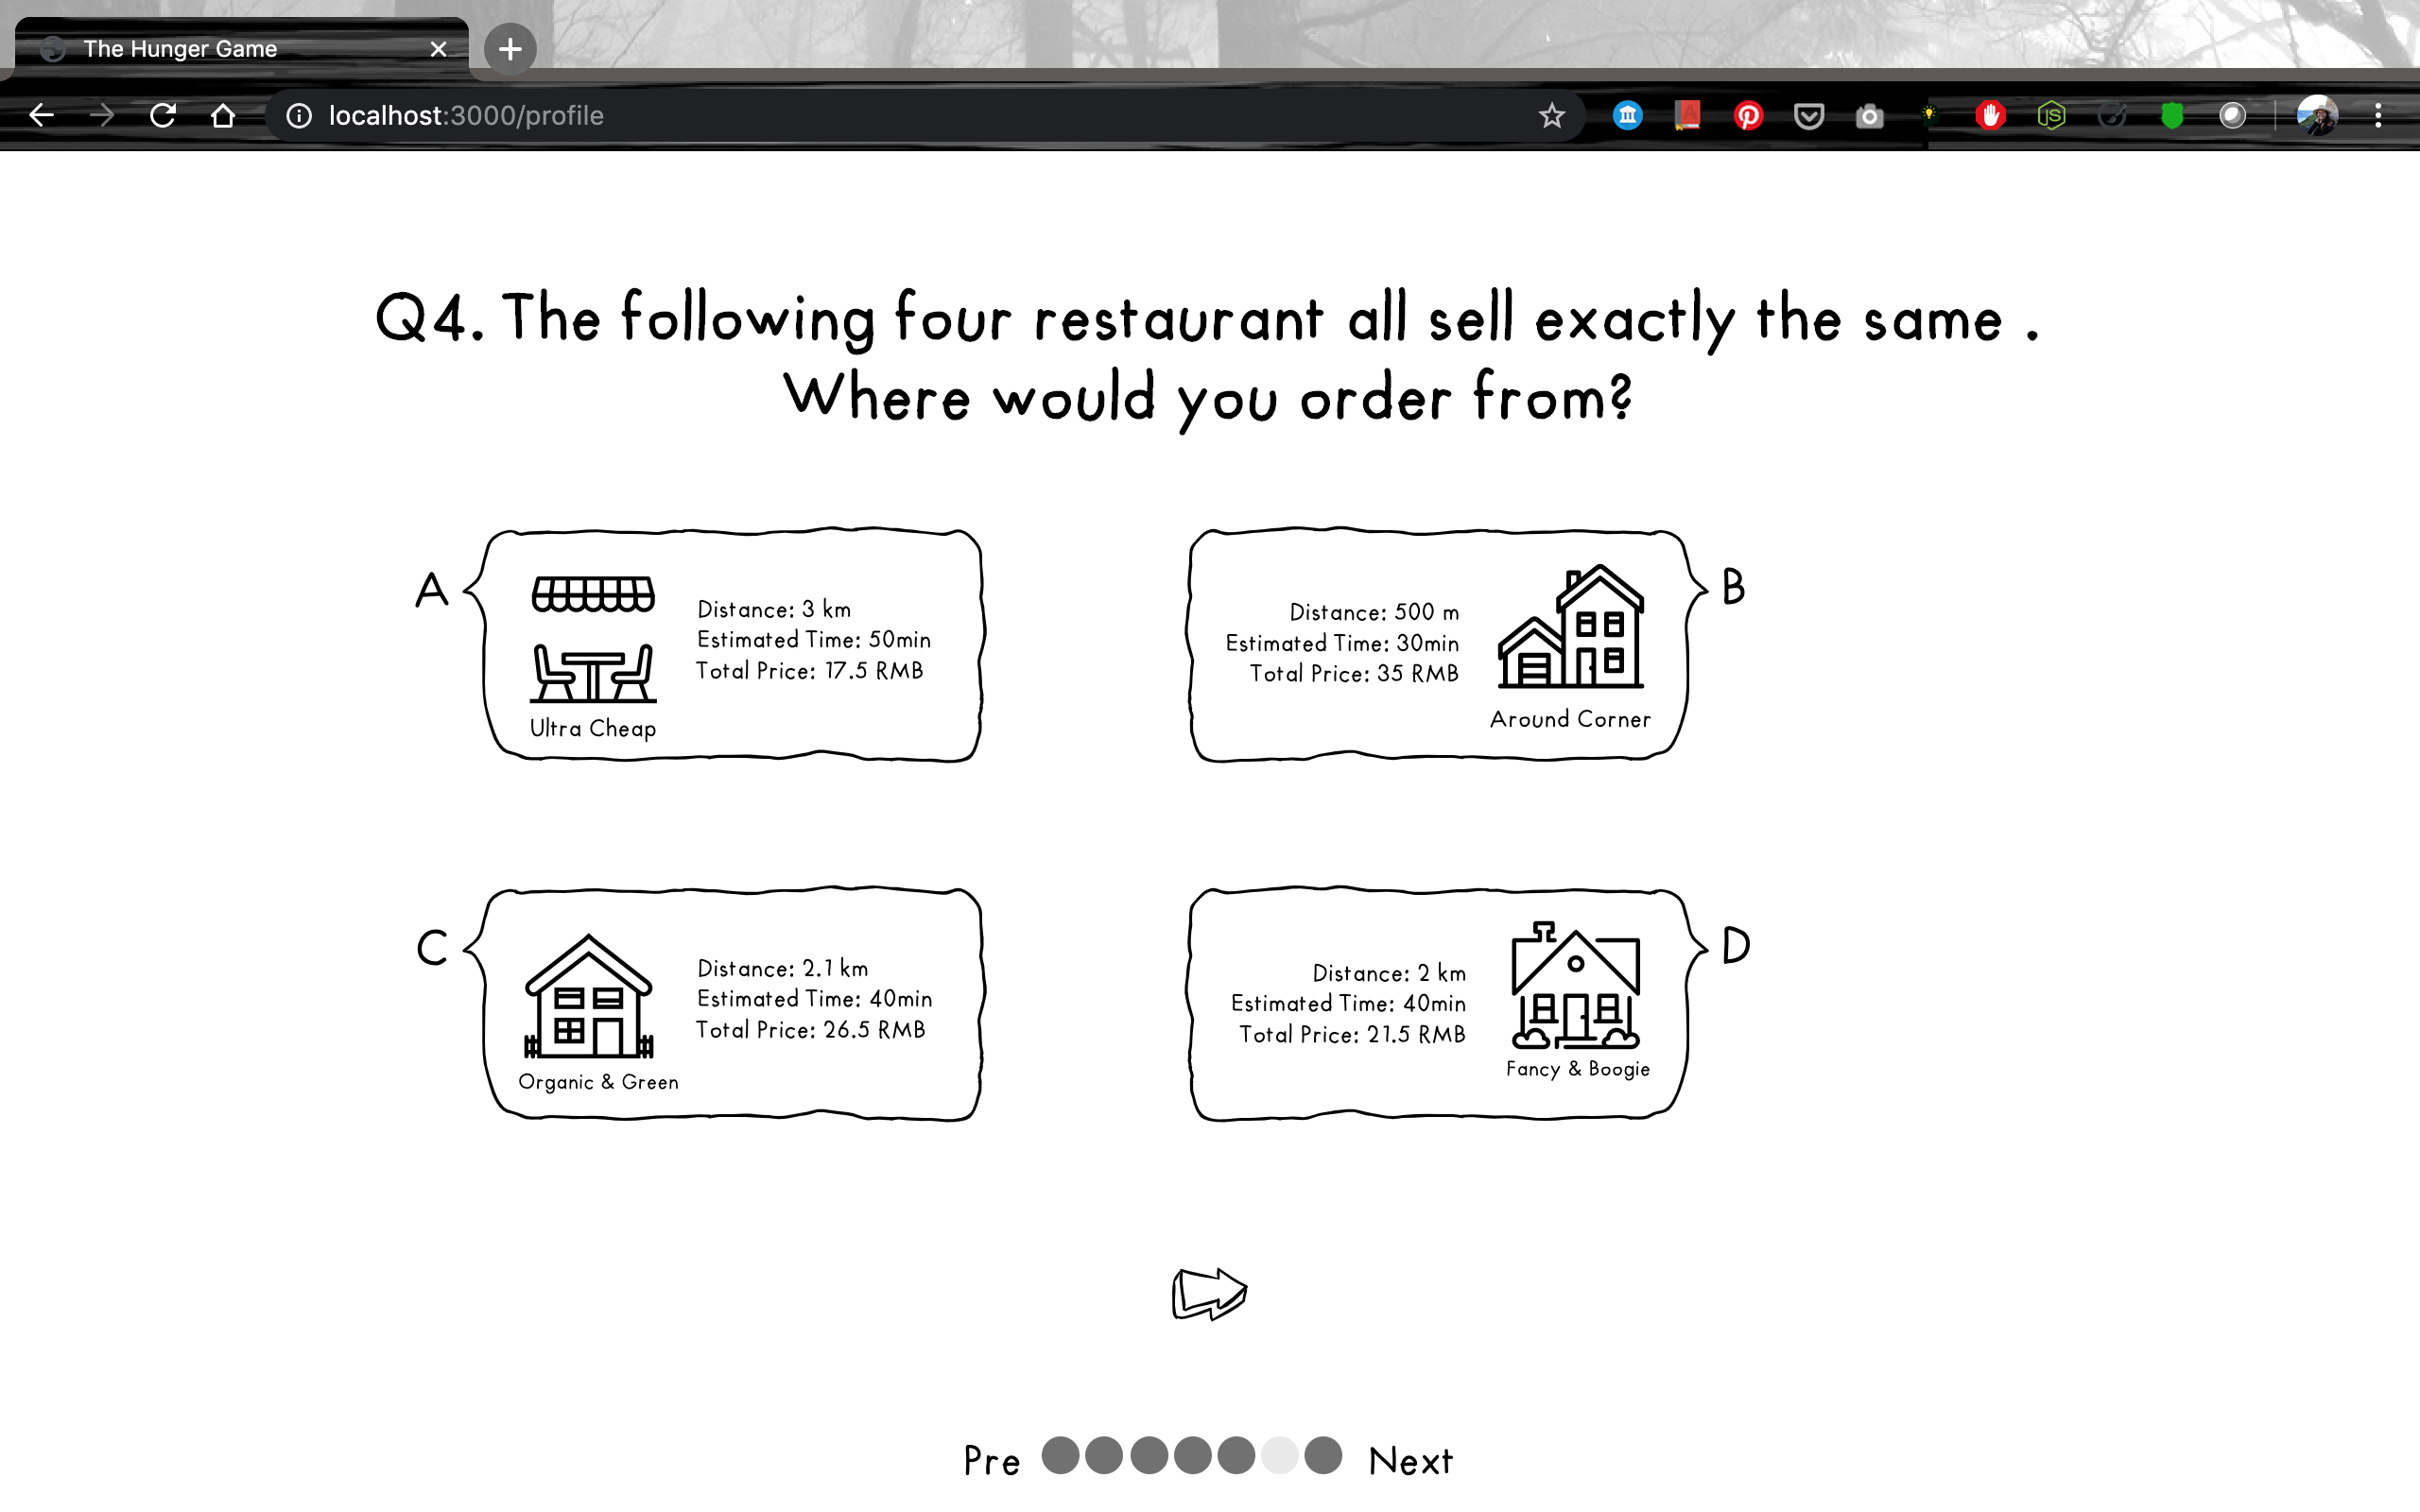 The Hunger Game
localhost:3000/profile
Q4. The following four restaurant all sell exactly the same .
Where would you order from?
A
Distance: 3 km
Estimated Time: 50min
Total Price: 17.5 RMB
Ultra Cheap
B
Distance: 500 m
Estimated Time: 30min
Total Price: 35 RMB
Around Corner
C
Distance: 2.1 km
Estimated Time: 40min
Total Price: 26.5 RMB
Organic & Green
D
Distance: 2 km
Estimated Time: 40min
Total Price: 21.5 RMB
Fancy & Boogie
Pre Next